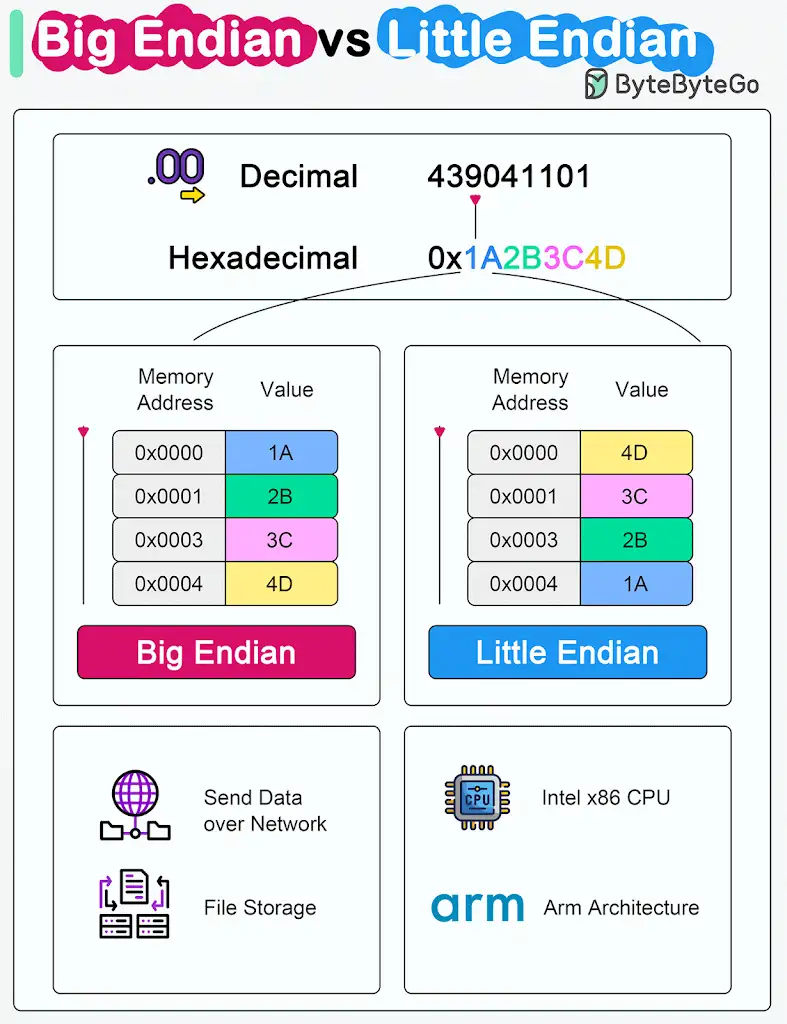 Big Endian vs Little Endian
ByteByteGo
.00 Decimal 439041101
Hexadecimal 0x1A2B3C4D
Memory
Address Value
0x0000 1A
0x0001 2B
0x0003 3C
0x0004 4D
Big Endian
Memory
Address Value
0x0000 4D
0x0001 3C
0x0003 2B
0x0004 1A
Little Endian
Send Data
over Network
File Storage
CPU Intel x86 CPU
arm Arm Architecture